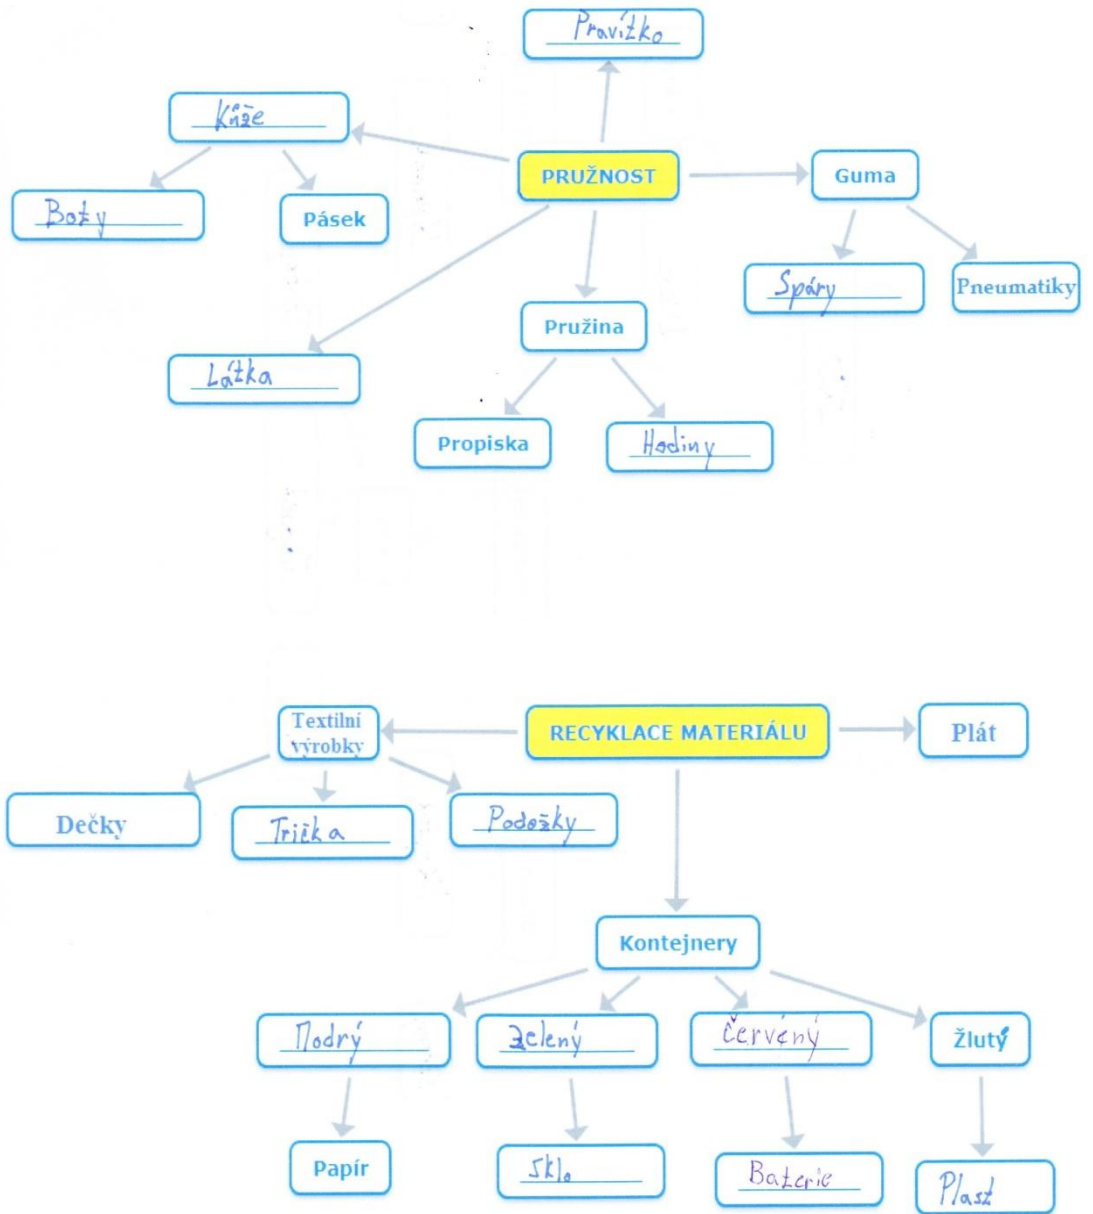 Pravítko
Kůže
PRUŽNOST
Guma
Boty
Pásek
Spáry
Pneumatiky
Pružina
Látka
Propiska
Hodiny
Textilní
výrobky
RECYKLACE MATERIÁLU
Plát
Dečky
Trička
Podožky
Kontejnery
Modrý
zelený
červený
Žlutý
Papír
Sklo
Baterie
Plast